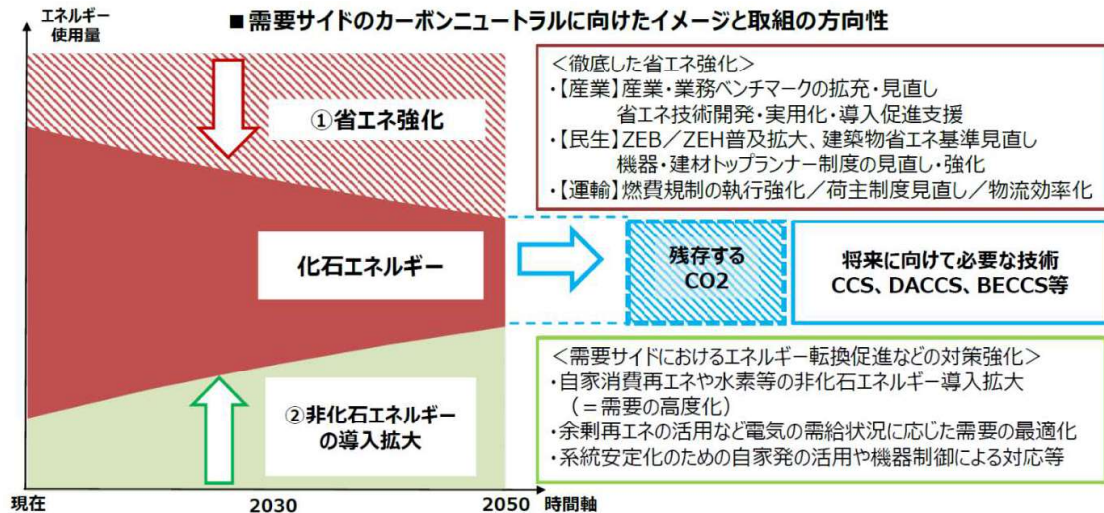 ■需要サイドのカーボンニュートラルに向けたイメージと取組の方向性
エネルギー
使用量
①省エネ強化
化石エネルギー
②非化石エネルギー
の導入拡大
現在
2030
2050
時間軸
＜徹底した省エネ強化＞
・【産業】産業・業務ベンチマークの拡充・見直し
省エネ技術開発・実用化・導入促進支援
・【民生】ZEB／ZEH普及拡大、建築物省エネ基準見直し
機器・建材トップランナー制度の見直し・強化
・【運輸】燃費規制の執行強化／荷主制度見直し／物流効率化
残存する
CO2
将来に向けて必要な技術
CCS、DACCS、BECCS等
＜需要サイドにおけるエネルギー転換促進などの対策強化＞
・自家消費再エネや水素等の非化石エネルギー導入拡大
（＝需要の高度化）
・余剰再エネの活用など電気の需給状況に応じた需要の最適化
・系統安定化のための自家発の活用や機器制御による対応等